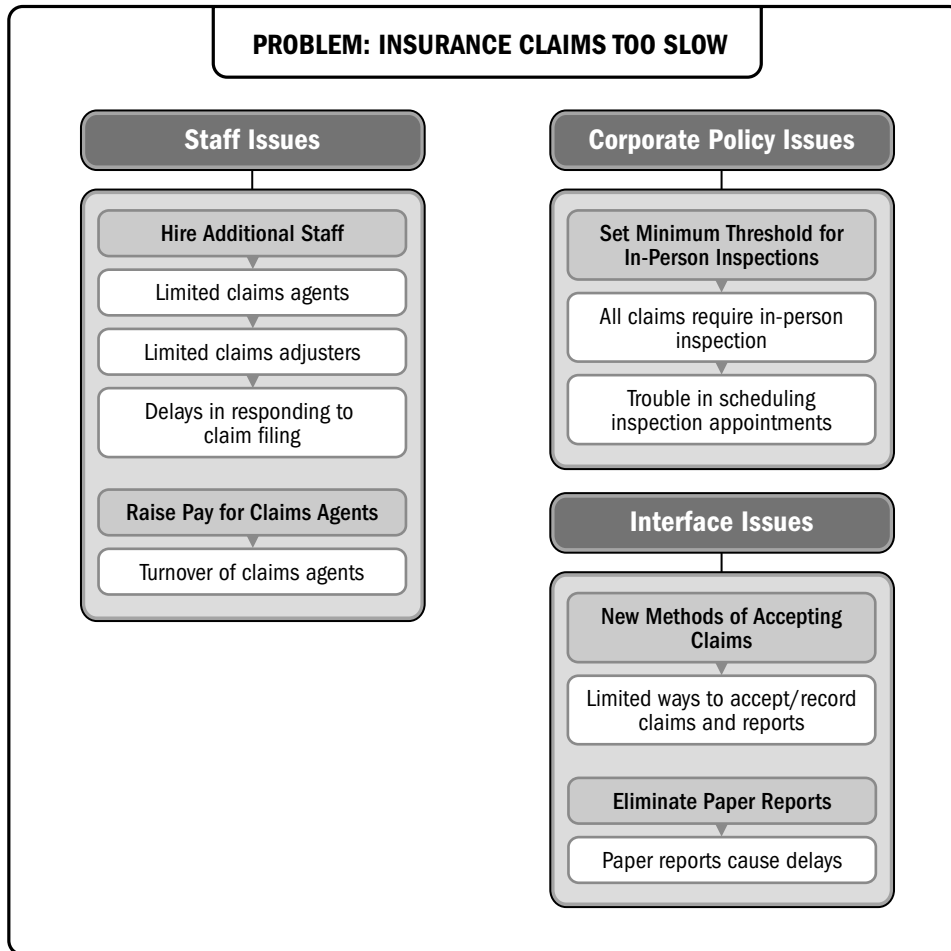 PROBLEM: INSURANCE CLAIMS TOO SLOW
Staff Issues
Hire Additional Staff
Limited claims agents
Limited claims adjusters
Delays in responding to
claim filing
Raise Pay for Claims Agents
Turnover of claims agents
Corporate Policy Issues
Set Minimum Threshold for
In-Person Inspections
All claims require in-person
inspection
Trouble in scheduling
inspection appointments
Interface Issues
New Methods of Accepting
Claims
Limited ways to accept/record
claims and reports
Eliminate Paper Reports
Paper reports cause delays